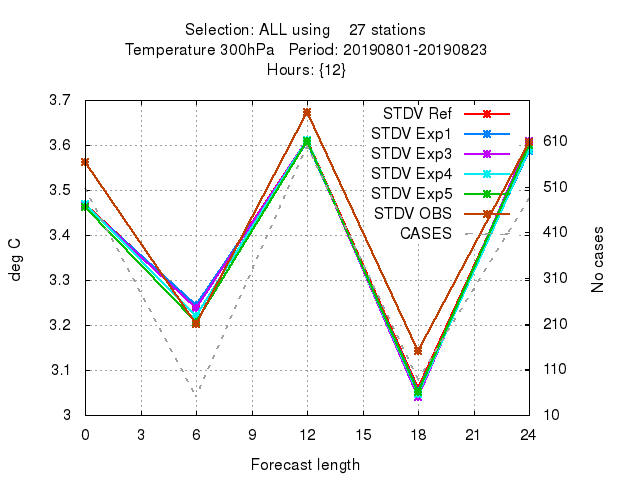 Selection: ALL using 27 stations
Temperature 300hPa Period: 20190801-20190823
Hours: {12}
3.7
3.6
3.5
3.4
3.3
3.2
3.1
3
deg C
STDV Ref
STDV Exp1
STDV Exp3
STDV Exp4
STDV Exp5
STDV OBS
CASES
610
510
410
310
210
110
10
No cases
0 3 6 9 12 15 18 21 24
Forecast length